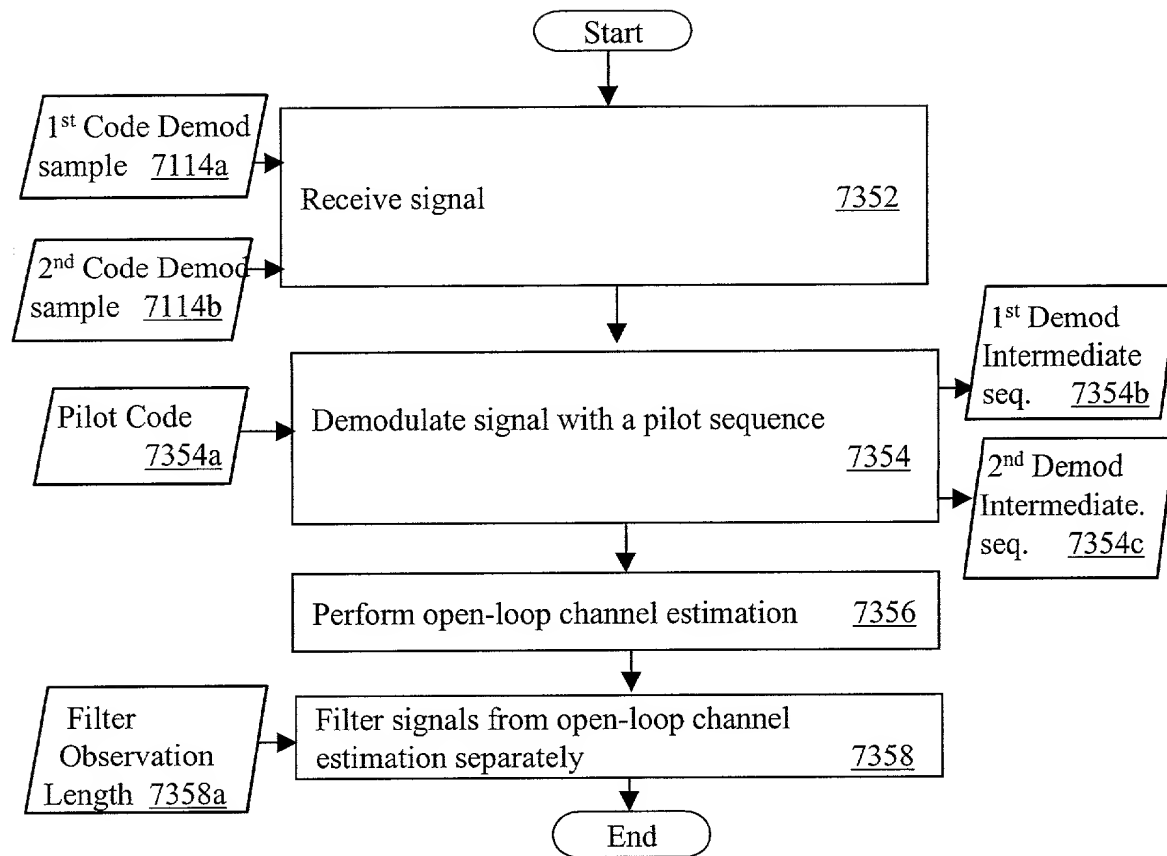 Start
1st Code Demod
sample 7114a
Receive signal 7352
2nd Code Demod
sample 7114b
1st Demod
Intermediate
seq. 7354b
Pilot Code
7354a
Demodulate signal with a pilot sequence
7354
2nd Demod
Intermediate.
seq. 7354c
Perform open-loop channel estimation 7356
Filter
Observation
Length 7358a
Filter signals from open-loop channel
estimation separately 7358
End